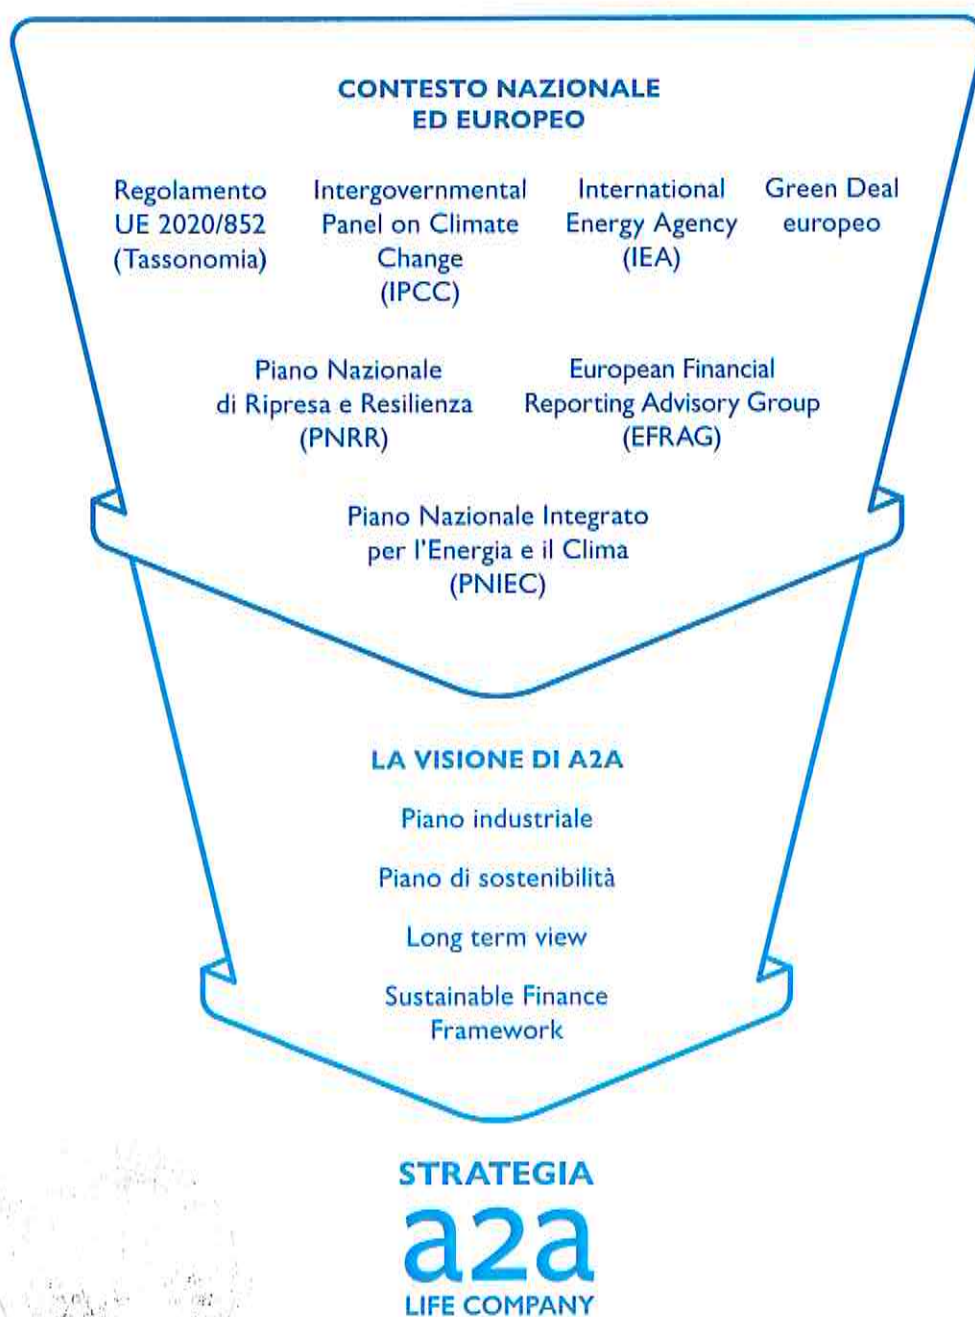 CONTESTO NAZIONALE
ED EUROPEO
Regolamento
UE 2020/852
(Tassonomia)
Intergovernmental
Panel on Climate
Change
(IPCC)
International
Energy Agency
(IEA)
Green Deal
europeo
Piano Nazionale
di Ripresa e Resilienza
(PNRR)
European Financial
Reporting Advisory Group
(EFRAG)
Piano Nazionale Integrato
per l'Energia e il Clima
(PNIEC)
LA VISIONE DI A2A
Piano industriale
Piano di sostenibilità
Long term view
Sustainable Finance
Framework
STRATEGIA
a2a
LIFE COMPANY